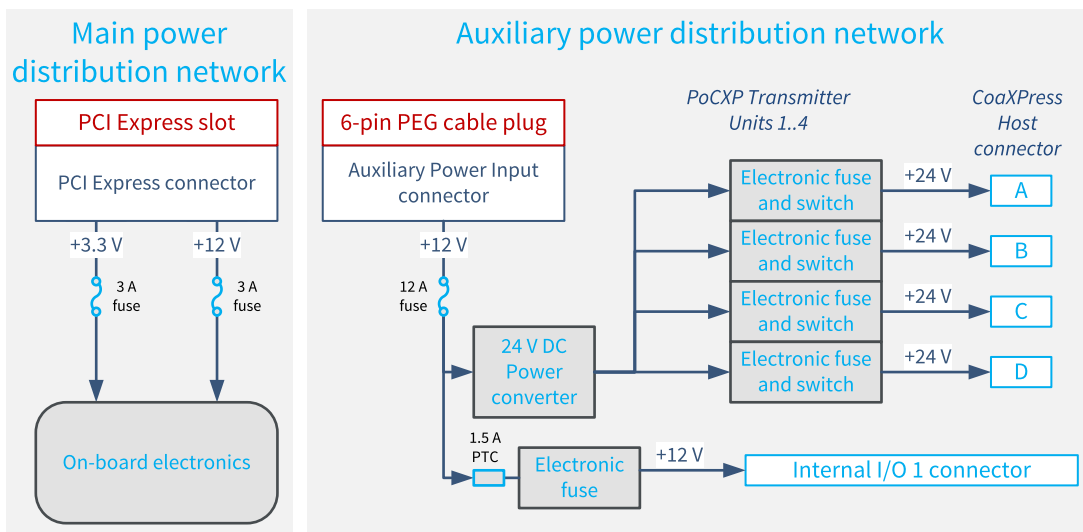 Main power
distribution network
PCI Express slot
PCI Express connector
+3.3 V
+12 V
3 A
fuse
3 A
fuse
On-board electronics
Auxiliary power distribution network
6-pin PEG cable plug
Auxiliary Power Input
connector
+12 V
12 A
fuse
24 V DC
Power
converter
1.5 A
PTC
Electronic
fuse
+12 V
Internal I/O 1 connector
PoCXP Transmitter
Units 1..4
Electronic fuse
and switch
Electronic fuse
and switch
Electronic fuse
and switch
Electronic fuse
and switch
+24 V
+24 V
+24 V
+24 V
CoaXPress
Host
connector
A
B
C
D